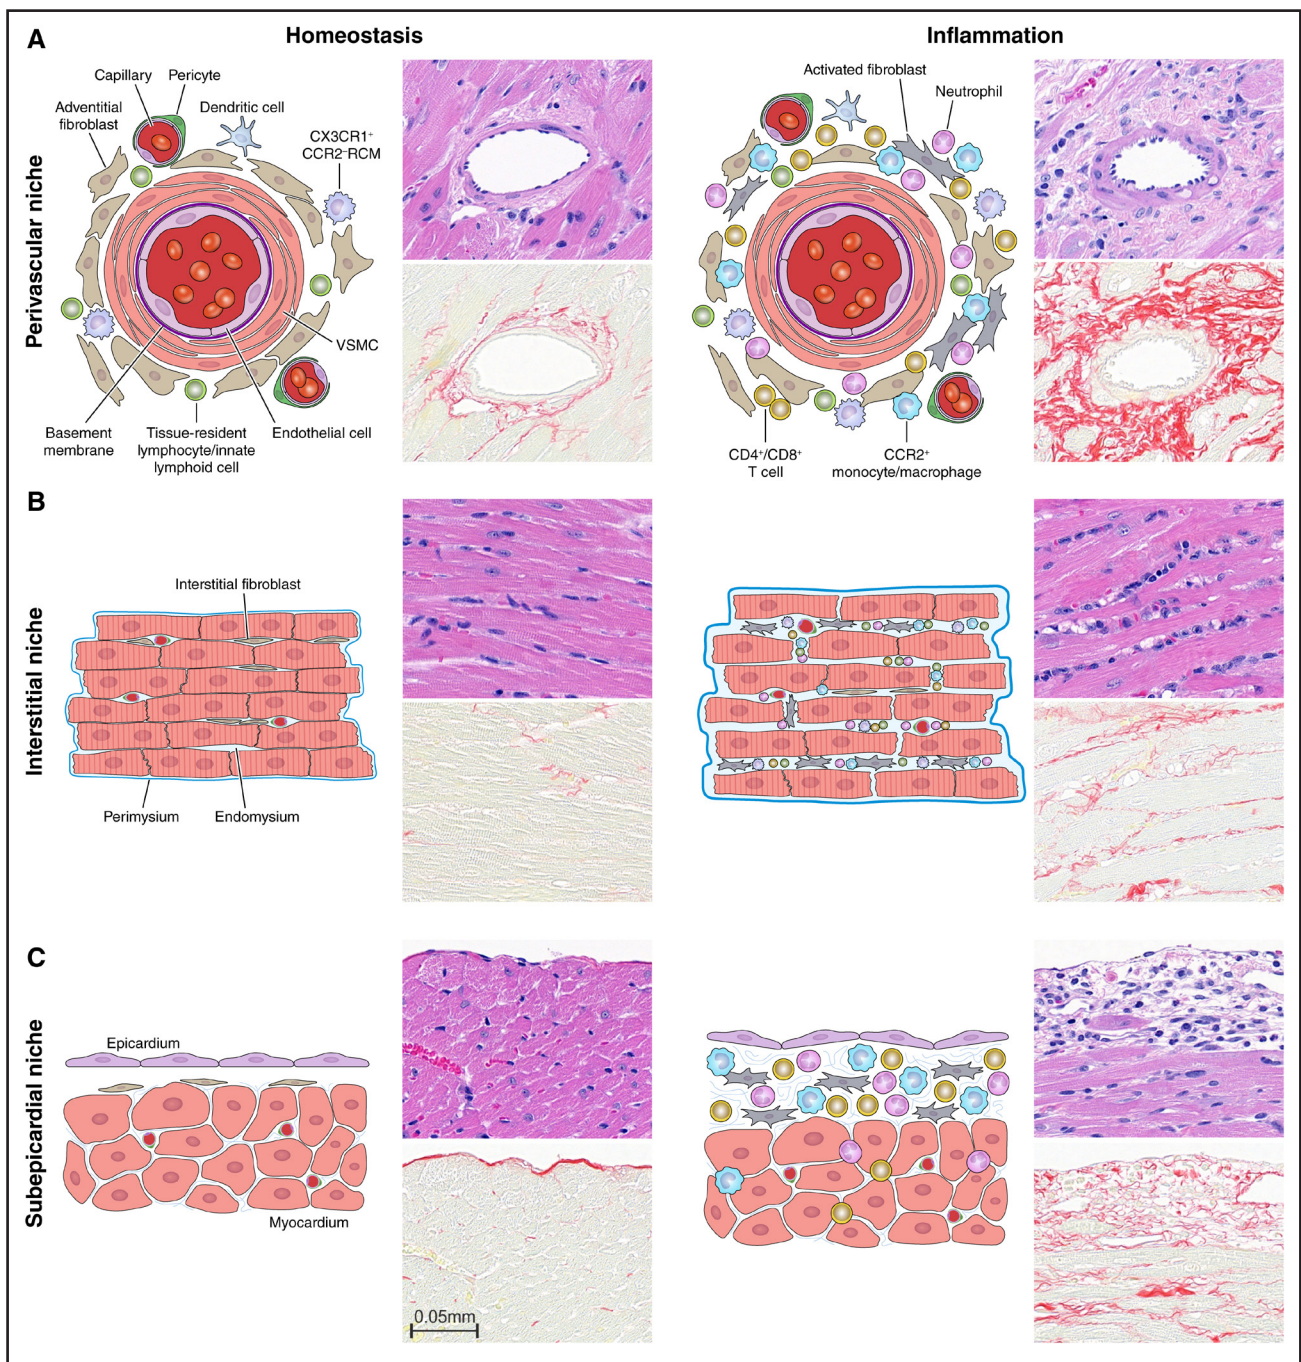 A
Homeostasis
Inflammation
Perivascular niche
Capillary
Pericyte
Adventitial
fibroblast
Dendritic cell
CX3CR1⁺
CCR2⁻RCM
VSMC
Basement
membrane
Tissue-resident
lymphocyte/innate
lymphoid cell
Endothelial cell
Activated fibroblast
Neutrophil
CD4⁺/CD8⁺
T cell
CCR2⁺
monocyte/macrophage
B
Interstitial niche
Interstitial fibroblast
Perimysium
Endomysium
C
Subepicardial niche
Epicardium
Myocardium
0.05mm